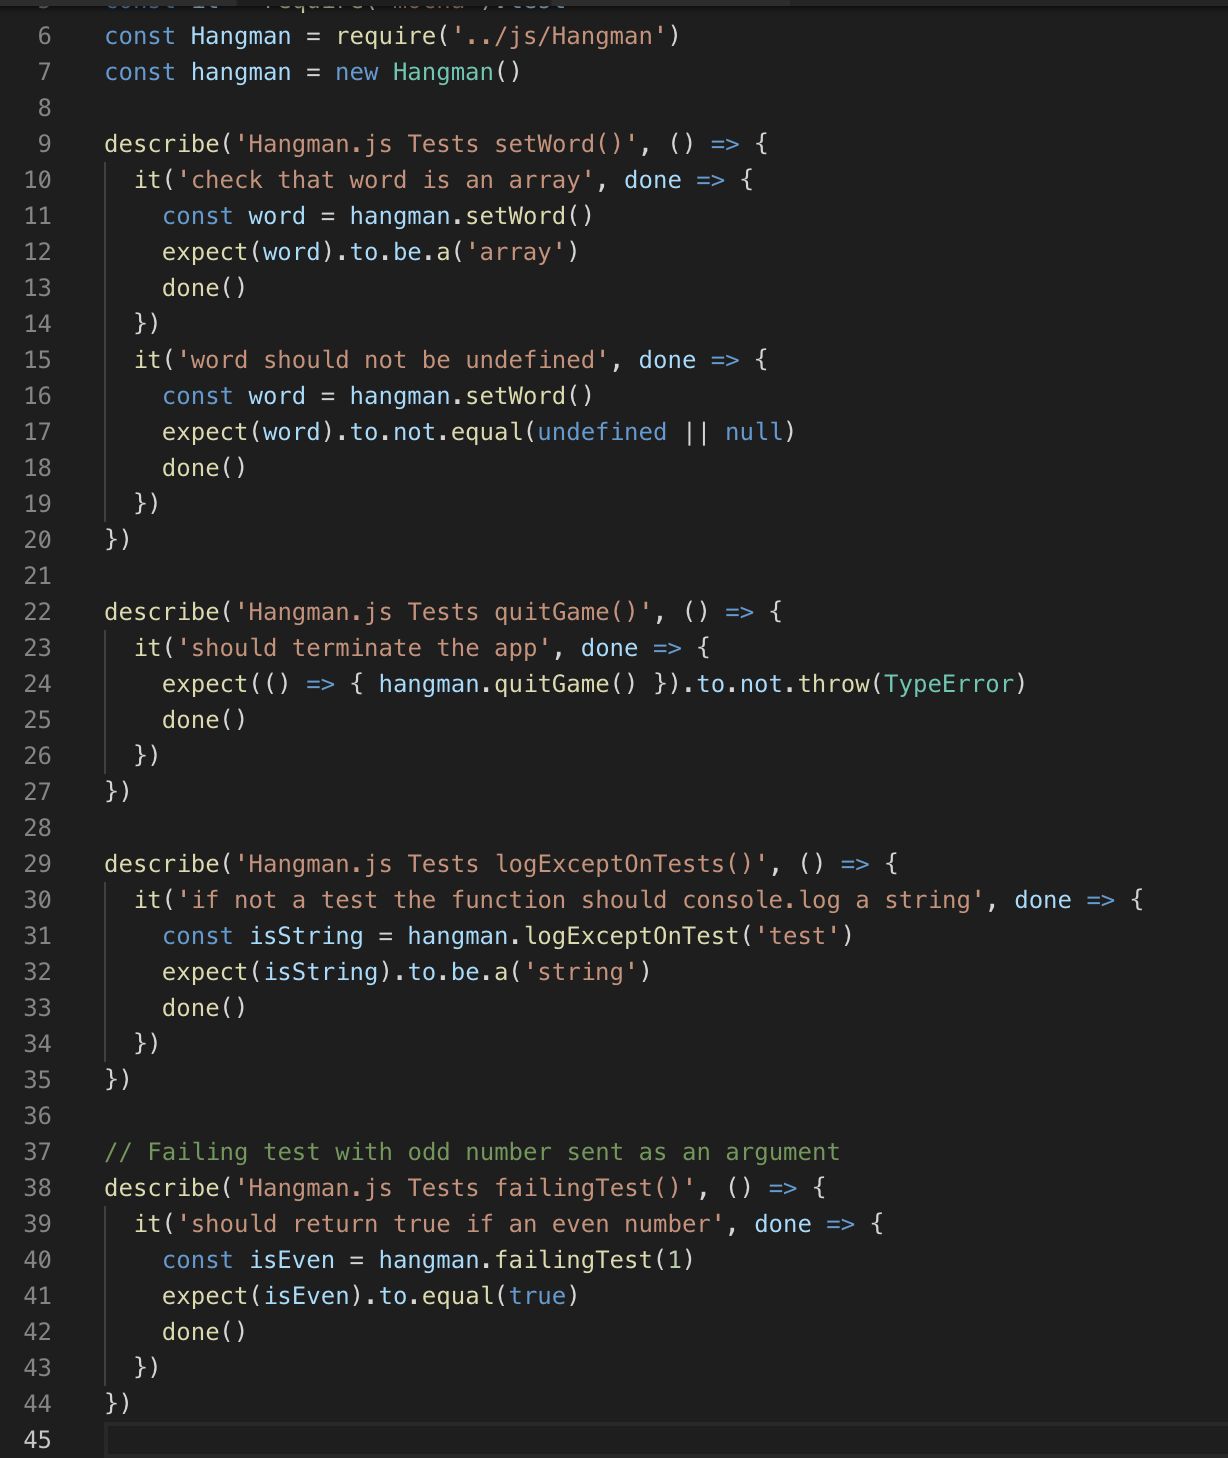 6 const Hangman = require('../js/Hangman')
7 const hangman = new Hangman()
8
9 describe('Hangman.js Tests setWord()', () => {
10 it('check that word is an array', done => {
11 const word = hangman.setWord()
12 expect(word).to.be.a('array')
13 done()
14 })
15 it('word should not be undefined', done => {
16 const word = hangman.setWord()
17 expect(word).to.not.equal(undefined || null)
18 done()
19 })
20 })
21
22 describe('Hangman.js Tests quitGame()', () => {
23 it('should terminate the app', done => {
24 expect(() => { hangman.quitGame() }).to.not.throw(TypeError)
25 done()
26 })
27 })
28
29 describe('Hangman.js Tests logExceptOnTests()', () => {
30 it('if not a test the function should console.log a string', done => {
31 const isString = hangman.logExceptOnTest('test')
32 expect(isString).to.be.a('string')
33 done()
34 })
35 })
36
37 // Failing test with odd number sent as an argument
38 describe('Hangman.js Tests failingTest()', () => {
39 it('should return true if an even number', done => {
40 const isEven = hangman.failingTest(1)
41 expect(isEven).to.equal(true)
42 done()
43 })
44 })
45